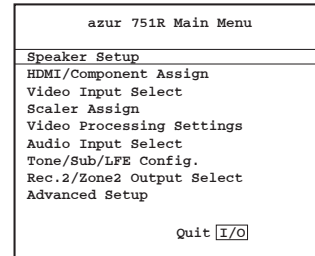 azur 751R Main Menu
Speaker Setup
HDMI/Component Assign
Video Input Select
Scaler Assign
Video Processing Settings
Audio Input Select
Tone/Sub/LFE Config.
Rec.2/Zone2 Output Select
Advanced Setup
Quit I/O